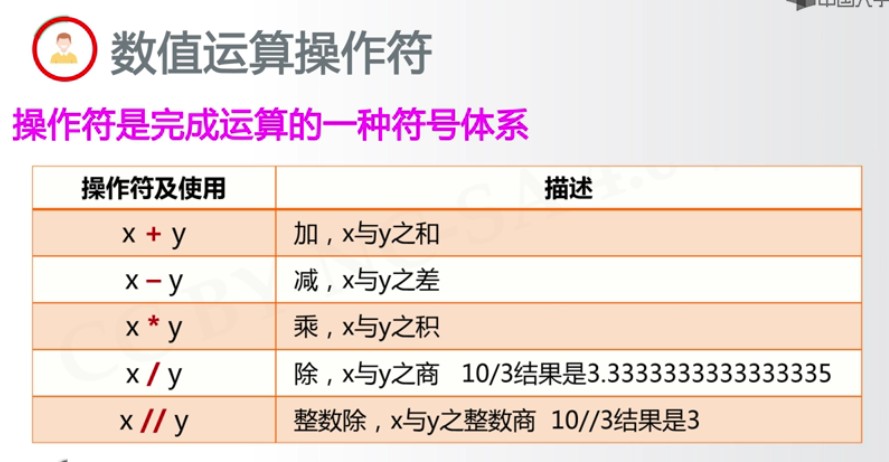 中国大学
数值运算操作符
操作符是完成运算的一种符号体系
操作符及使用 描述
x + y 加，x与y之和
x – y 减，x与y之差
x * y 乘，x与y之积
x / y 除，x与y之商 10/3结果是3.3333333333333335
x // y 整数除，x与y之整数商 10//3结果是3